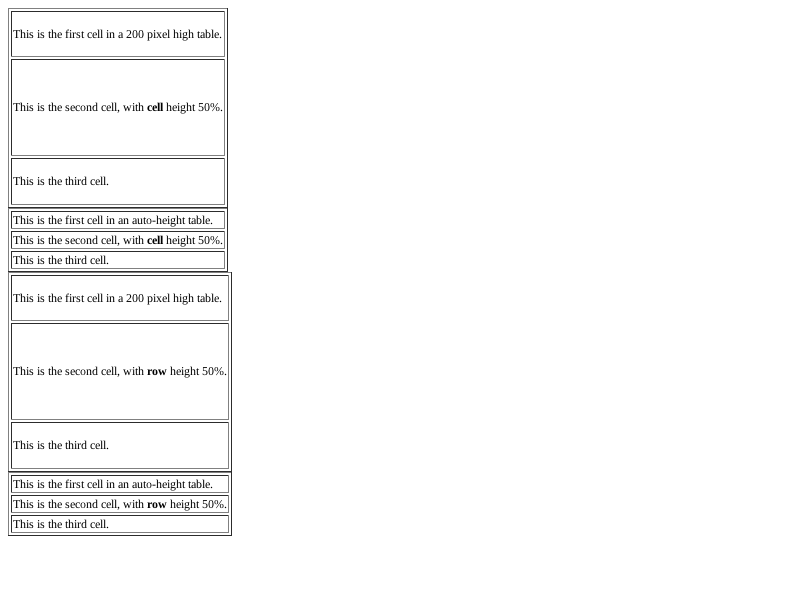 This is the first cell in a 200 pixel high table.
This is the second cell, with cell height 50%.
This is the third cell.
This is the first cell in an auto-height table.
This is the second cell, with cell height 50%.
This is the third cell.
This is the first cell in a 200 pixel high table.
This is the second cell, with row height 50%.
This is the third cell.
This is the first cell in an auto-height table.
This is the second cell, with row height 50%.
This is the third cell.